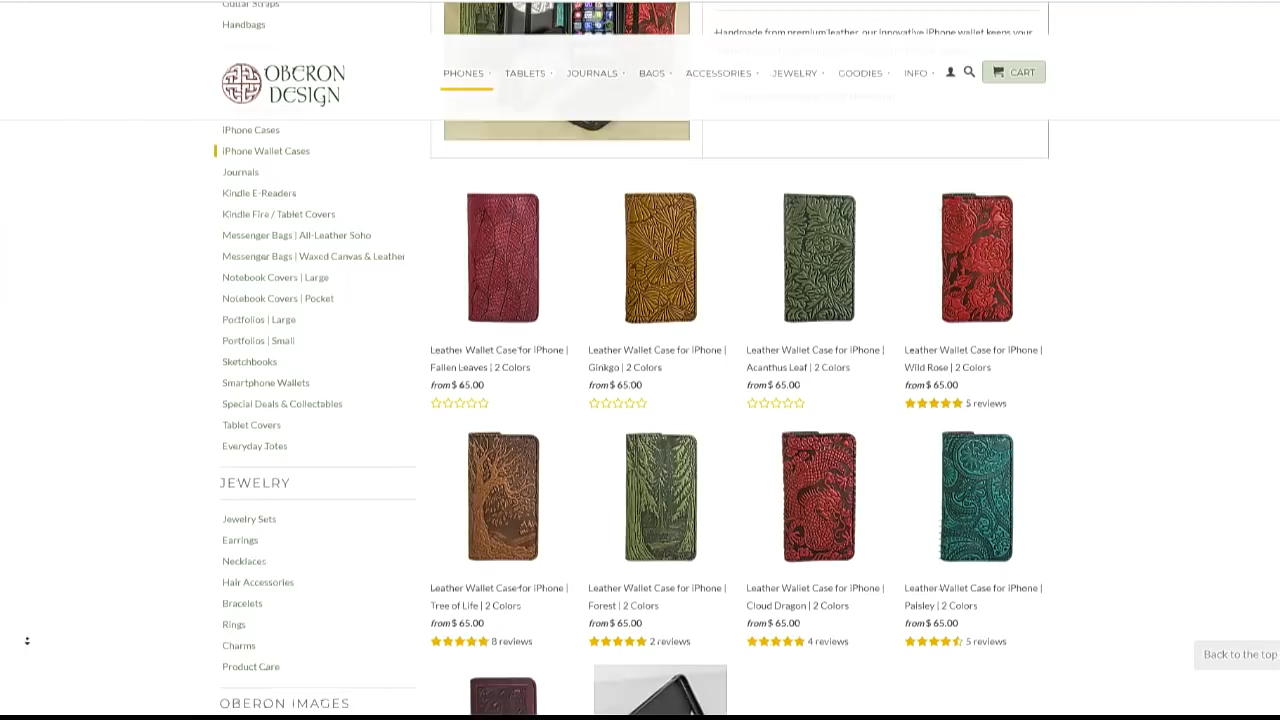 Guitar Straps
Handbags
Handmade from premium leather, our innovative iPhone wallet keeps your
OBERON
DESIGN
PHONES
TABLETS
JOURNALS
BAGS
ACCESSORIES
JEWELRY
GOODIES
INFO
CART
iPhone Cases
iPhone Wallet Cases
Journals
Kindle E-Readers
Kindle Fire / Tablet Covers
Messenger Bags | All-Leather Soho
Messenger Bags | Waxed Canvas & Leather
Notebook Covers | Large
Notebook Covers | Pocket
Portfolios | Large
Portfolios | Small
Sketchbooks
Smartphone Wallets
Special Deals & Collectables
Tablet Covers
Everyday Totes
JEWELRY
Jewelry Sets
Earrings
Necklaces
Hair Accessories
Bracelets
Rings
Charms
Product Care
OBERON IMAGES
Leather Wallet Case for iPhone |
Fallen Leaves | 2 Colors
from $ 65.00
Leather Wallet Case for iPhone |
Ginkgo | 2 Colors
from $ 65.00
Leather Wallet Case for iPhone |
Acanthus Leaf | 2 Colors
from $ 65.00
Leather Wallet Case for iPhone |
Wild Rose | 2 Colors
from $ 65.00
5 reviews
Leather Wallet Case for iPhone |
Tree of Life | 2 Colors
from $ 65.00
8 reviews
Leather Wallet Case for iPhone |
Forest | 2 Colors
from $ 65.00
2 reviews
Leather Wallet Case for iPhone |
Cloud Dragon | 2 Colors
from $ 65.00
4 reviews
Leather Wallet Case for iPhone |
Paisley | 2 Colors
from $ 65.00
5 reviews
Back to the top